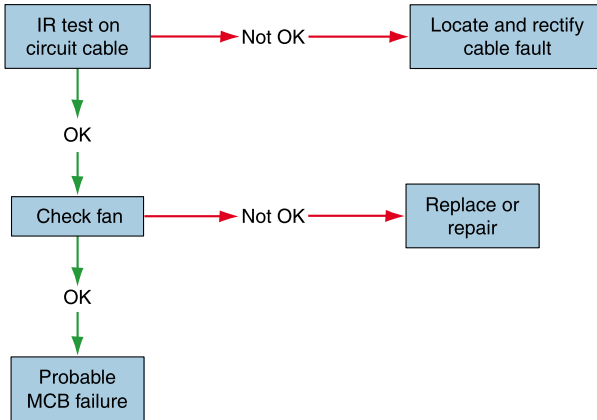 IR test on
circuit cable
Not OK
Locate and rectify
cable fault
OK
Check fan
Not OK
Replace or
repair
OK
Probable
MCB failure